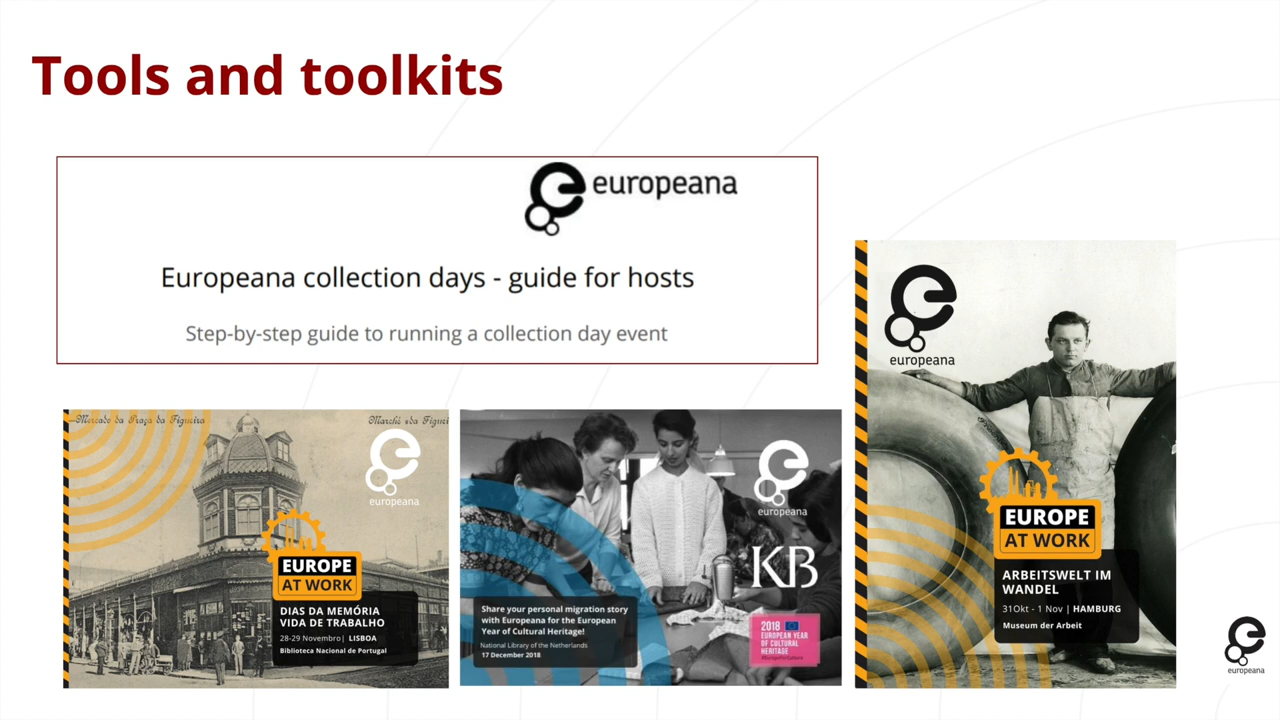 Tools and toolkits
europeana
Europeana collection days - guide for hosts
Step-by-step guide to running a collection day event
Mercado da Praça da Figueira
Marché da Figuei
europeana
EUROPE
AT WORK
DIAS DA MEMÓRIA
VIDA DE TRABALHO
28-29 Novembro| LISBOA
Biblioteca Nacional de Portugal
europeana
KB
Share your personal migration story
with Europeana for the European
Year of Cultural Heritage!
National Library of the Netherlands
17 December 2018
2018
EUROPEAN YEAR
OF CULTURAL
HERITAGE
#EuropeForCulture
europeana
EUROPE
AT WORK
ARBEITSWELT IM
WANDEL
31Okt - 1 Nov | HAMBURG
Museum der Arbeit
europeana